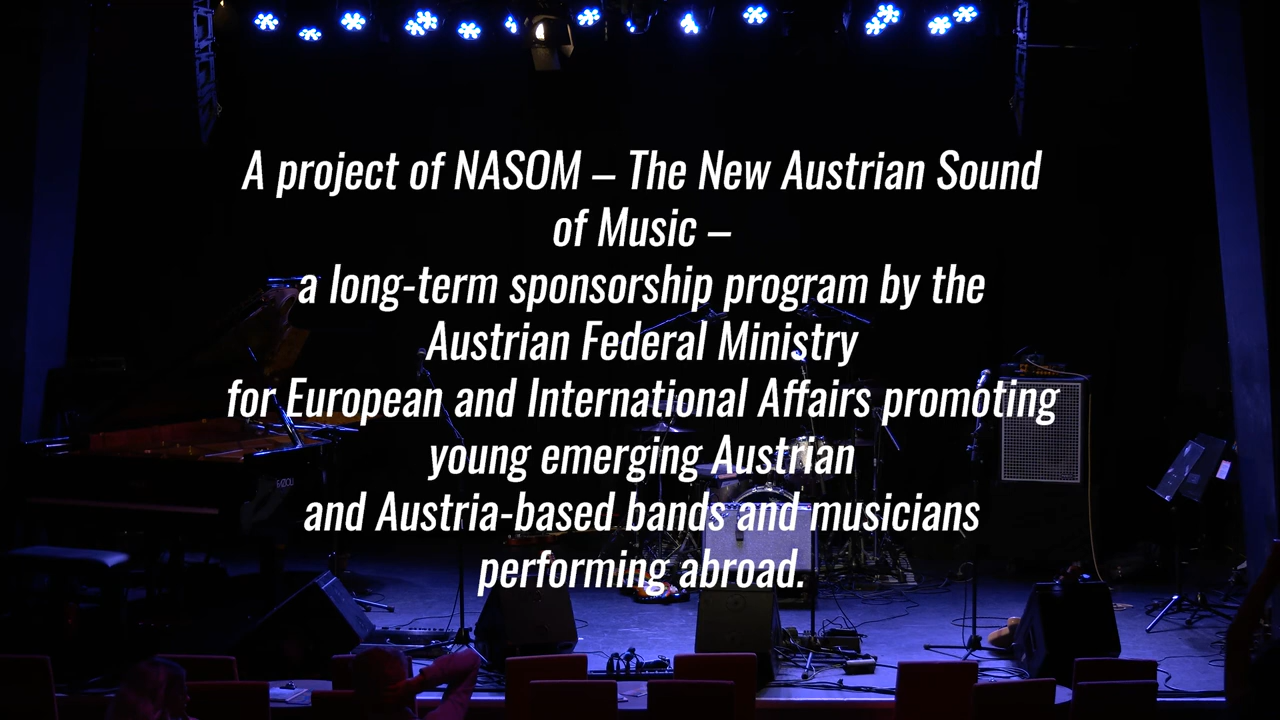 A project of NASOM – The New Austrian Sound
of Music –
a long-term sponsorship program by the
Austrian Federal Ministry
for European and International Affairs promoting
young emerging Austrian
and Austria-based bands and musicians
performing abroad.
FAZIOLI